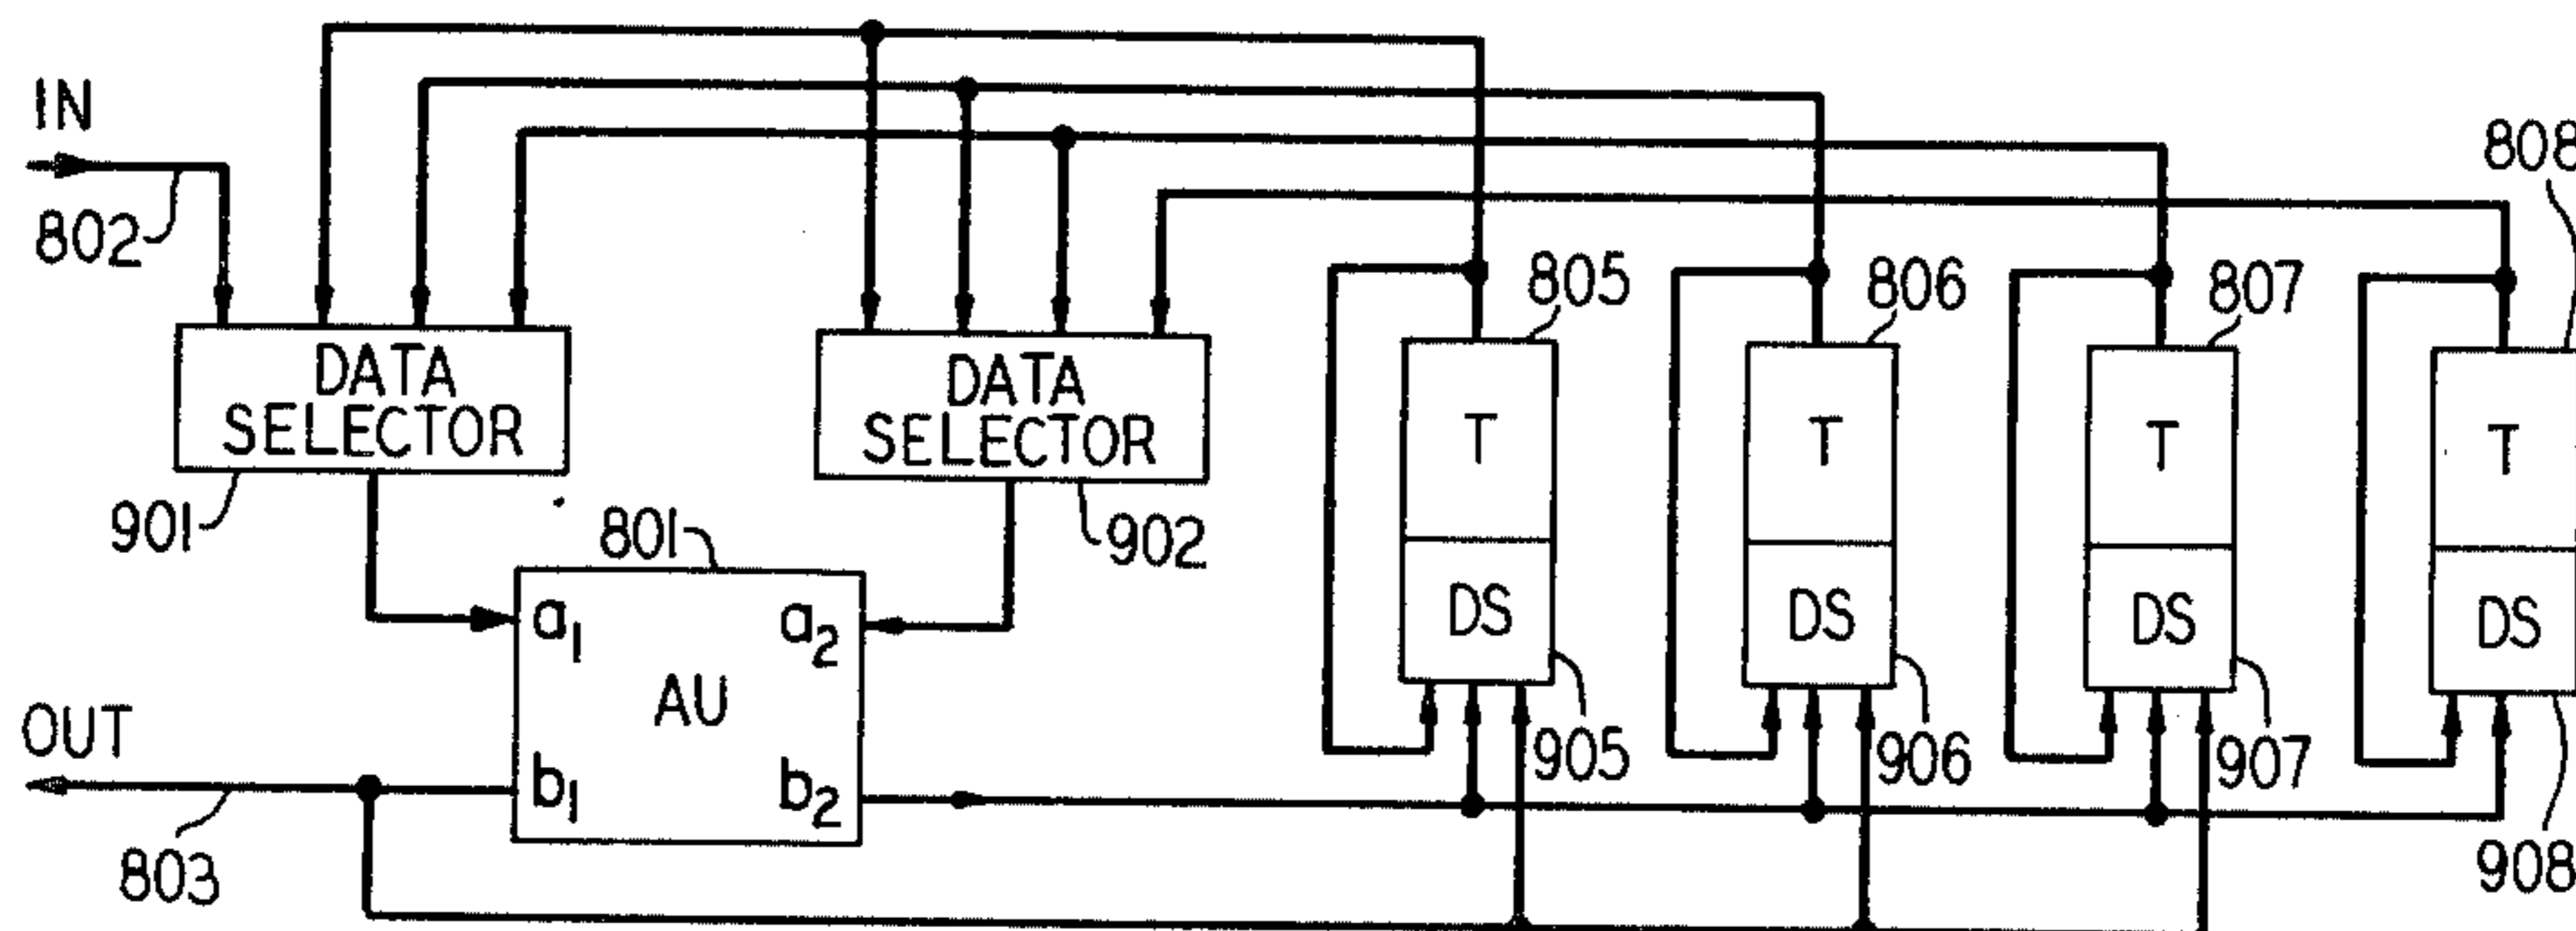 IN
802
808
805
806
807
DATA
SELECTOR
DATA
SELECTOR
T
T
T
T
901
801
902
a1
a2
AU
b1
b2
DS
DS
DS
DS
OUT
803
905
906
907
908